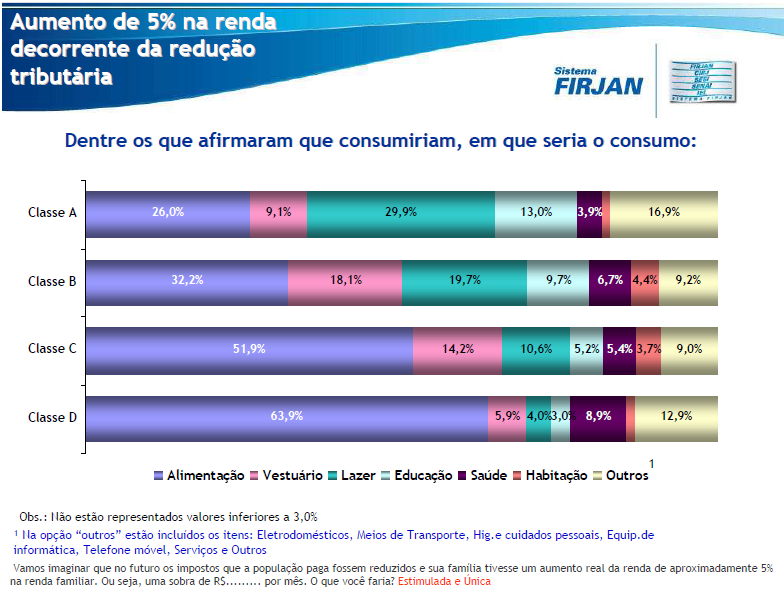 Aumento de 5% na renda
decorrente da redução
tributária
Sistema
FIRJAN
FIRJAN
CIRJ
SESI
SENAI
IEL
SISTEMA FIRJAN
Dentre os que afirmaram que consumiriam, em que seria o consumo:
Classe A 26,0% 9,1% 29,9% 13,0% 3,9% 16,9%
Classe B 32,2% 18,1% 19,7% 9,7% 6,7% 4,4% 9,2%
Classe C 51,9% 14,2% 10,6% 5,2% 5,4% 3,7% 9,0%
Classe D 63,9% 5,9% 4,0% 3,0% 8,9% 12,9%
Alimentação Vestuário Lazer Educação Saúde Habitação Outros 1
Obs.: Não estão representados valores inferiores a 3,0%
1 Na opção “outros” estão incluídos os itens: Eletrodomésticos, Meios de Transporte, Hig.e cuidados pessoais, Equip.de
informática, Telefone móvel, Serviços e Outros
Vamos imaginar que no futuro os impostos que a população paga fossem reduzidos e sua família tivesse um aumento real da renda de aproximadamente 5%
na renda familiar. Ou seja, uma sobra de R$......... por mês. O que você faria? Estimulada e Única